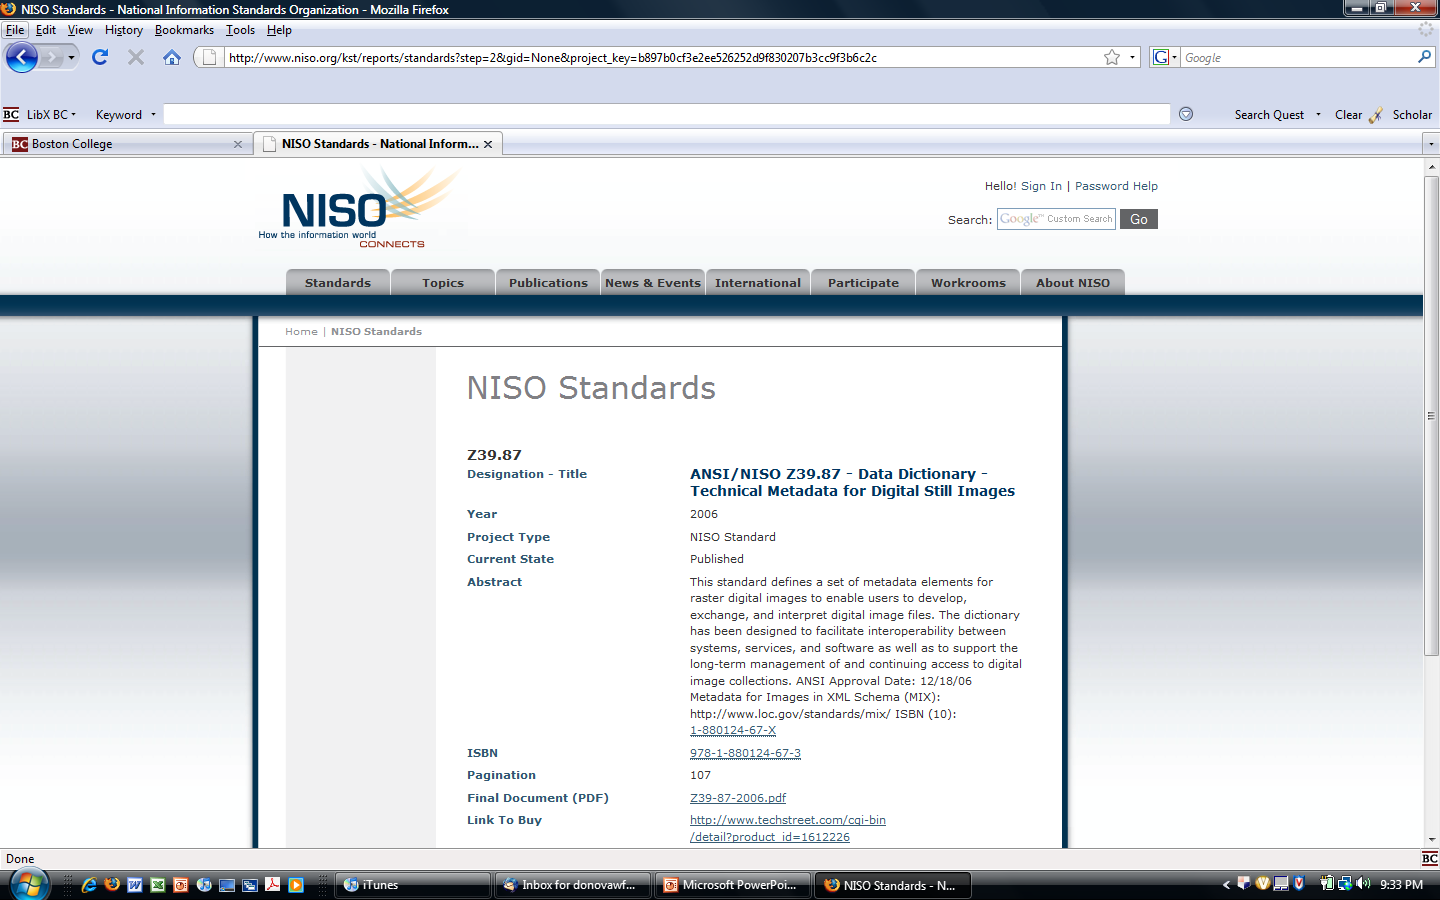 NISO Standards - National Information Standards Organization - Mozilla Firefox
File Edit View History Bookmarks Tools Help
http://www.niso.org/kst/reports/standards?step=2&gid=None&project_key=b897b0cf3e2ee526252d9f830207b3cc9f3b6c2c
G Google
BC LibX BC Keyword Search Quest Clear Scholar
BC Boston College NISO Standards - National Inform...
NISO
How the information world
CONNECTS
Hello! Sign In | Password Help
Search: Google™ Custom Search Go
Standards Topics Publications News & Events International Participate Workrooms About NISO
Home | NISO Standards
NISO Standards
Z39.87
Designation - Title ANSI/NISO Z39.87 - Data Dictionary -
Technical Metadata for Digital Still Images
Year 2006
Project Type NISO Standard
Current State Published
Abstract This standard defines a set of metadata elements for
raster digital images to enable users to develop,
exchange, and interpret digital image files. The dictionary
has been designed to facilitate interoperability between
systems, services, and software as well as to support the
long-term management of and continuing access to digital
image collections. ANSI Approval Date: 12/18/06
Metadata for Images in XML Schema (MIX):
http://www.loc.gov/standards/mix/ ISBN (10):
1-880124-67-X
ISBN 978-1-880124-67-3
Pagination 107
Final Document (PDF) Z39-87-2006.pdf
Link To Buy http://www.techstreet.com/cgi-bin
/detail?product_id=1612226
Done BC
iTunes Inbox for donovawf... Microsoft PowerPoi... NISO Standards - N... 9:33 PM